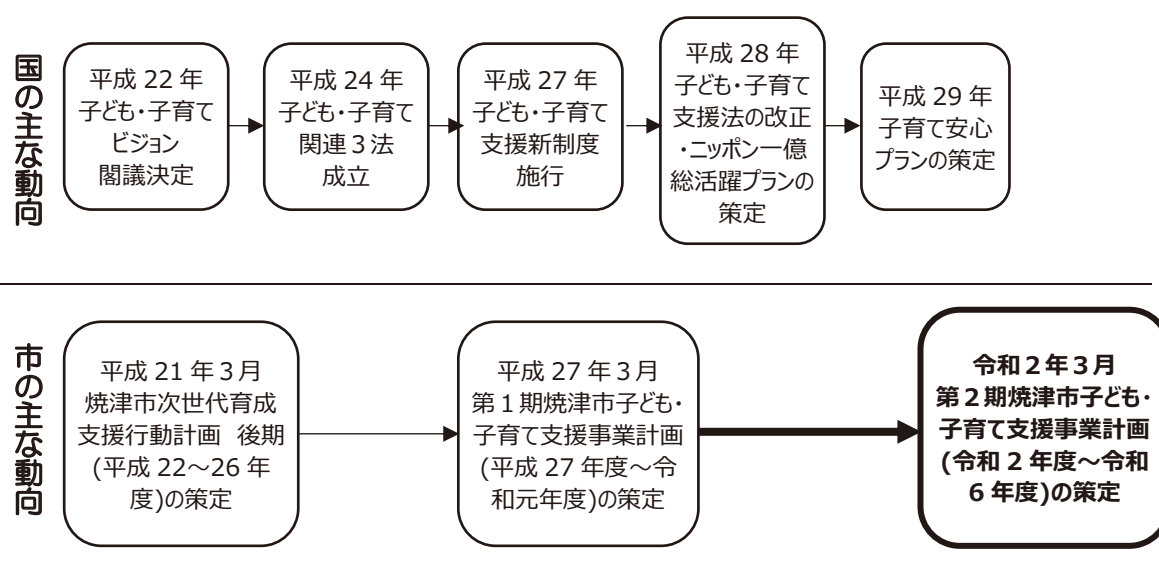 国の主な動向
平成 22 年
子ども・子育て
ビジョン
閣議決定
平成 24 年
子ども・子育て
関連３法
成立
平成 27 年
子ども・子育て
支援新制度
施行
平成 28 年
子ども・子育て
支援法の改正
・ニッポン一億
総活躍プランの
策定
平成 29 年
子育て安心
プランの策定
市の主な動向
平成 21 年３月
焼津市次世代育成
支援行動計画 後期
(平成 22～26 年
度)の策定
平成 27 年３月
第１期焼津市子ども・
子育て支援事業計画
(平成 27 年度～令
和元年度)の策定
令和２年３月
第２期焼津市子ども・
子育て支援事業計画
(令和 2 年度～令和
6 年度)の策定